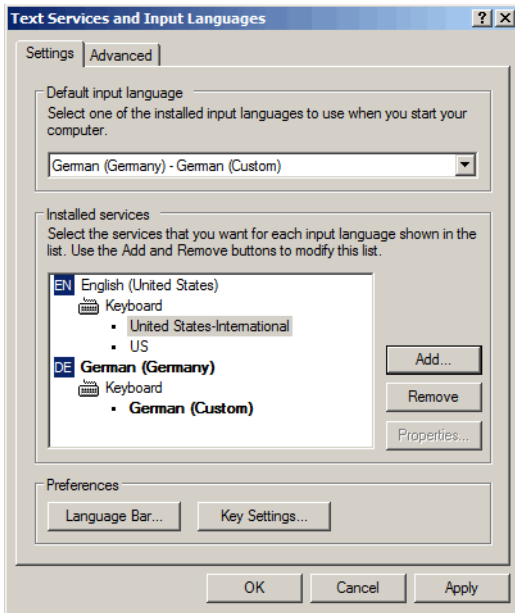 Text Services and Input Languages
Settings
Advanced
Default input language
Select one of the installed input languages to use when you start your
computer.
German (Germany) - German (Custom)
Installed services
Select the services that you want for each input language shown in the
list. Use the Add and Remove buttons to modify this list.
EN English (United States)
Keyboard
• United States-International
• US
DE German (Germany)
Keyboard
• German (Custom)
Add...
Remove
Properties...
Preferences
Language Bar...
Key Settings...
OK
Cancel
Apply